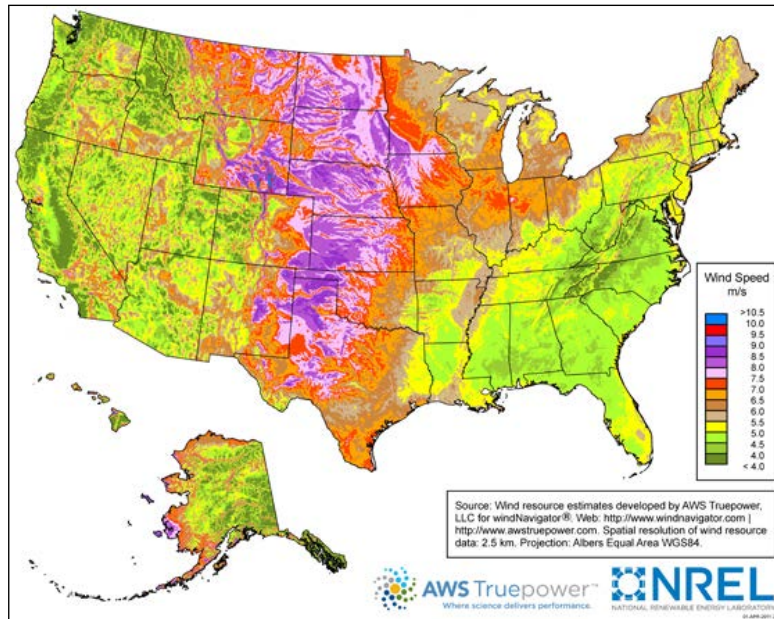 Wind Speed
m/s
>10.5
10.0
9.5
9.0
8.5
8.0
7.5
7.0
6.5
6.0
5.5
5.0
4.5
4.0
< 4.0
Source: Wind resource estimates developed by AWS Truepower,
LLC for windNavigator®. Web: http://www.windnavigator.com |
http://www.awstruepower.com. Spatial resolution of wind resource
data: 2.5 km. Projection: Albers Equal Area WGS84.
AWS Truepower™
Where science delivers performance.
NREL
NATIONAL RENEWABLE ENERGY LABORATORY